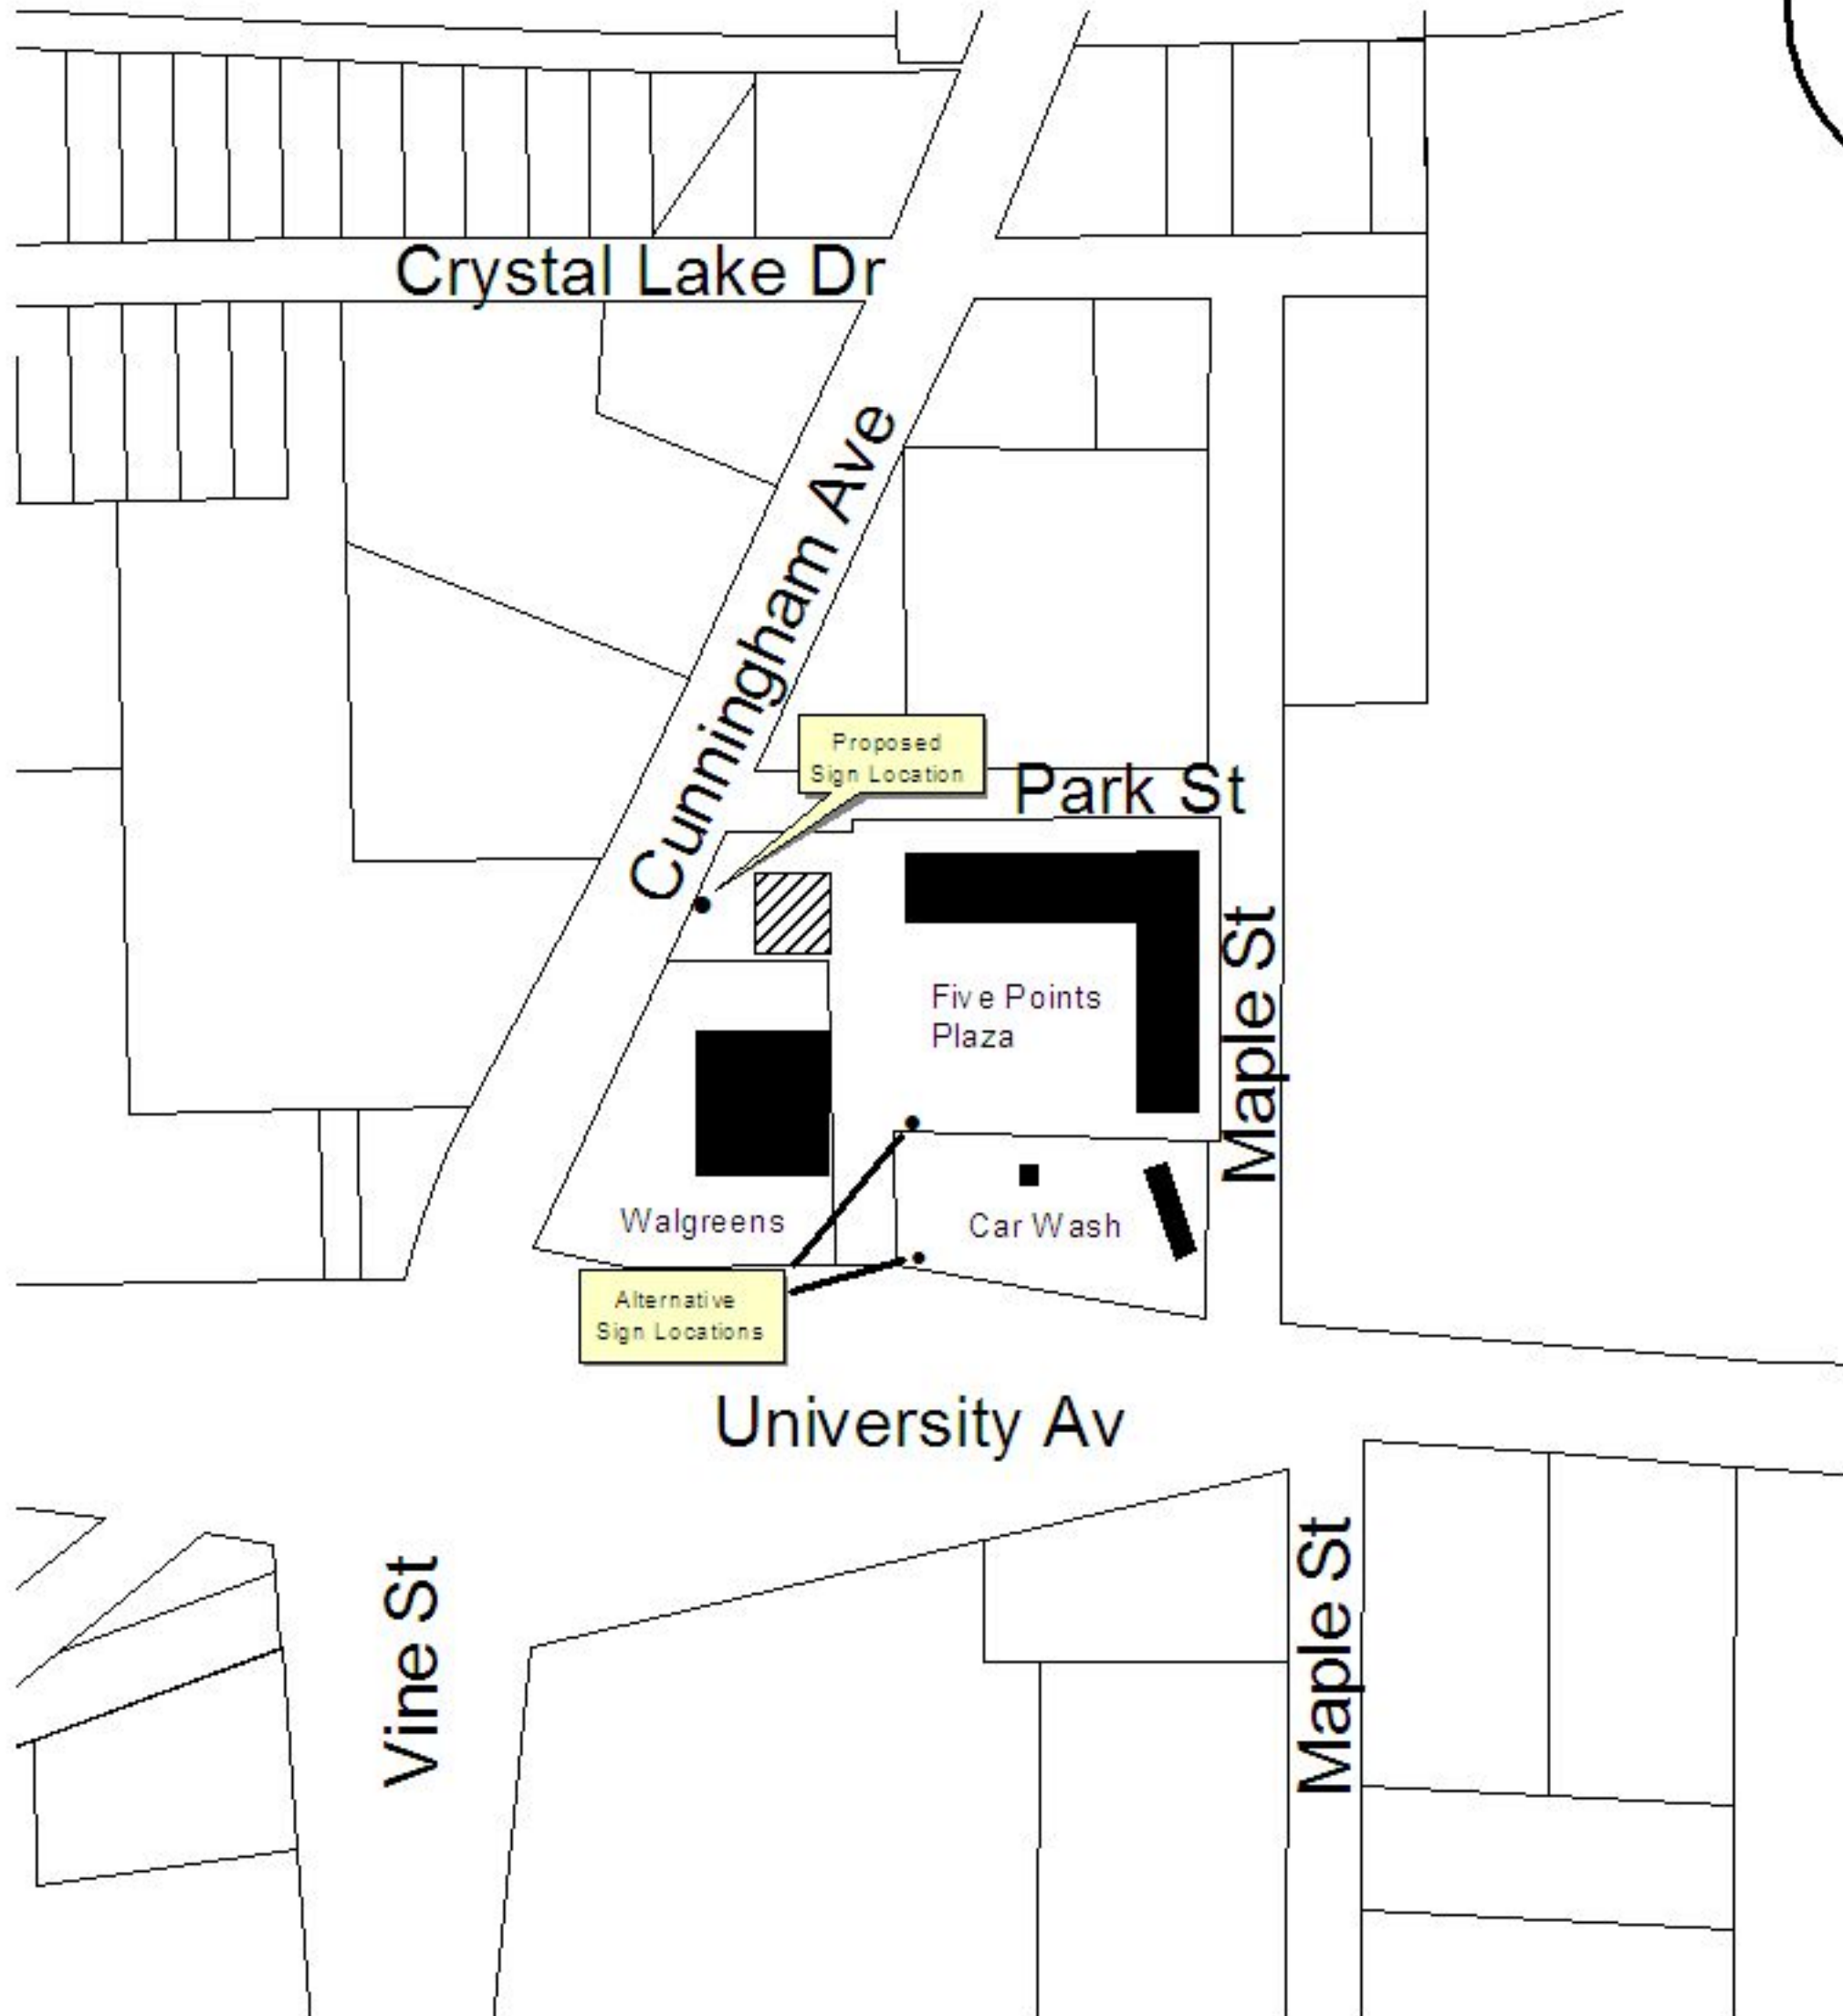 Crystal Lake Dr
Cunningham Ave
Proposed
Sign Location
Park St
Maple St
Five Points
Plaza
Walgreens
Car Wash
Alternative
Sign Locations
University Av
Vine St
Maple St